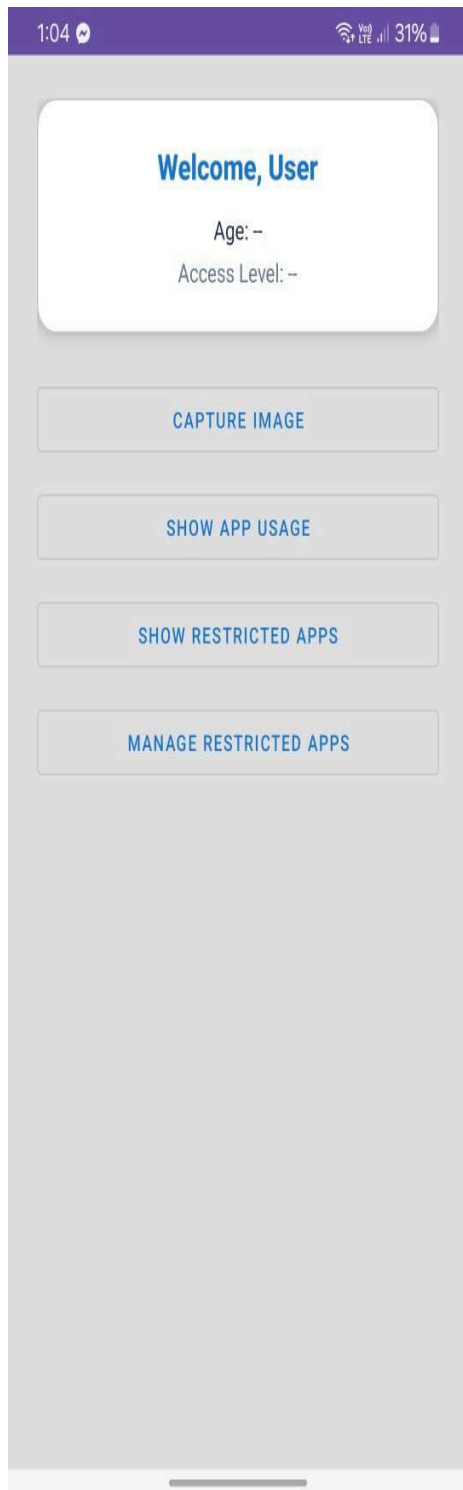 1:04 31%
Welcome, User
Age: --
Access Level: --
CAPTURE IMAGE
SHOW APP USAGE
SHOW RESTRICTED APPS
MANAGE RESTRICTED APPS